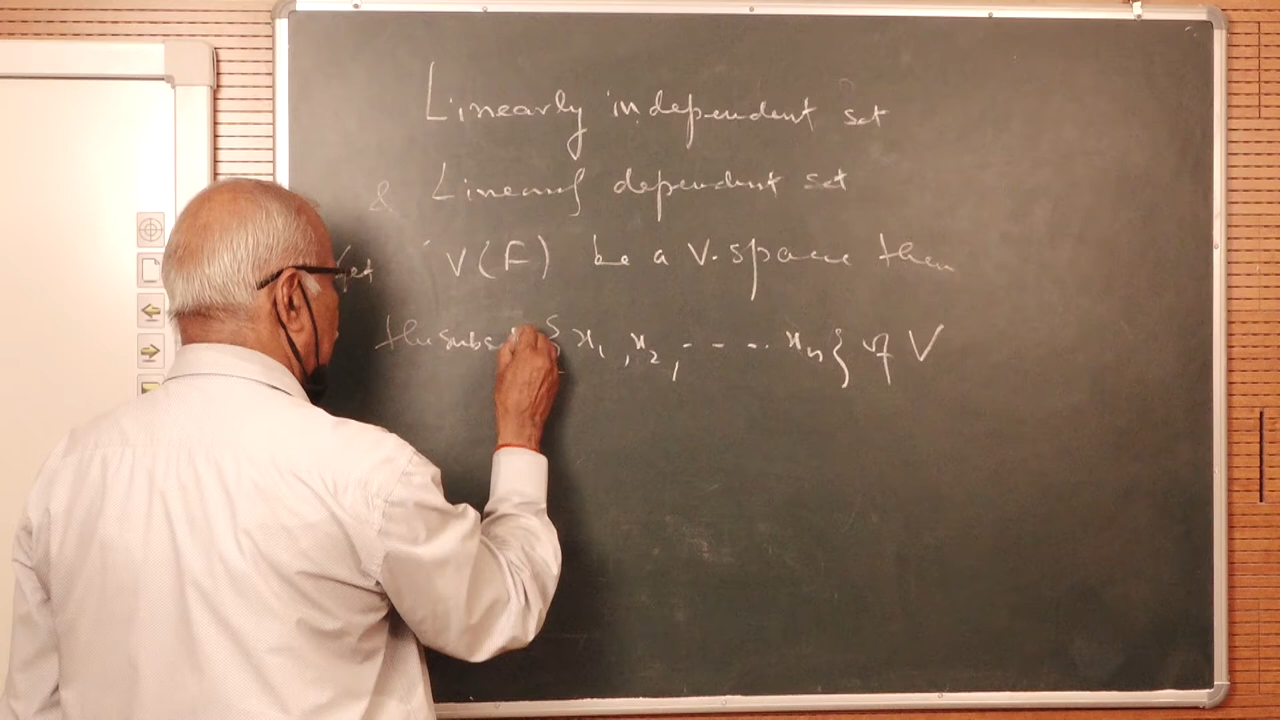 Linearly independent set
& Linearly dependent set
Let V(F) be a V.space then
the subset {x₁, x₂, - - - .. xₙ} of V